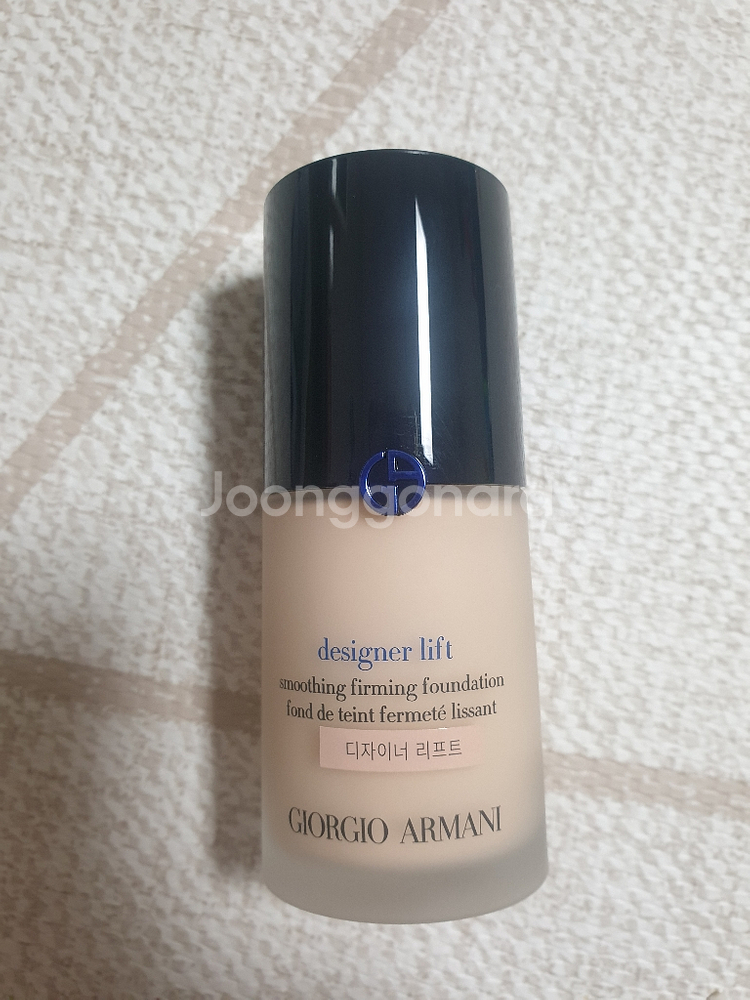 Joonggonara
designer lift
smoothing firming foundation
fond de teint fermeté lissant
디자이너 리프트
GIORGIO ARMANI